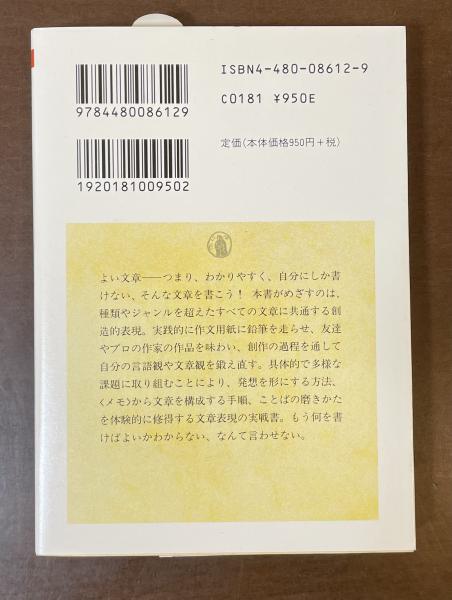 ISBN4-480-08612-9
9784480086129
C0181 ¥950E
定価(本体価格950円+税)
1920181009502
よい文章──つまり、わかりやすく、自分にしか書
けない、そんな文章を書こう! 本書がめざすのは、
種類やジャンルを超えたすべての文章に共通する創
造的表現。実践的に作文用紙に鉛筆を走らせ、友達
やプロの作家の作品を味わい、創作の過程を通して
自分の言語観や文章観を鍛え直す。具体的で多様な
課題に取り組むことにより、発想を形にする方法、
〈メモ〉から文章を構成する手順、ことばの磨きかた
を体験的に修得する文章表現の実戦書。もう何を書
けばよいかわからない、なんて言わせない。